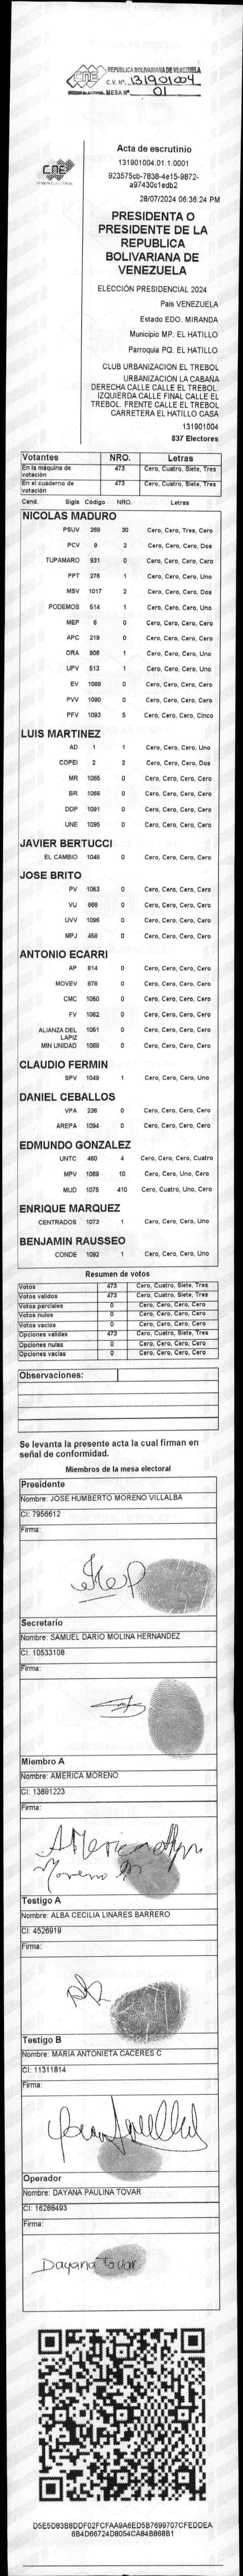 CNE REPUBLICA BOLIVARIANA DE VENEZUELA
C.V. Nº. 131901004
MESA Nº 01
CNE
Acta de escrutinio
131901004.01.1.0001
923575cb-7838-4e15-9872-
a97430c1edb2
28/07/2024 06:36:24 PM
PRESIDENTA O
PRESIDENTE DE LA
REPUBLICA
BOLIVARIANA DE
VENEZUELA
ELECCIÓN PRESIDENCIAL 2024
Pais VENEZUELA
Estado EDO. MIRANDA
Municipio MP. EL HATILLO
Parroquia PQ. EL HATILLO
CLUB URBANIZACION EL TREBOL
URBANIZACION LA CABAÑA
DERECHA CALLE CALLE EL TREBOL.
IZQUIERDA CALLE FINAL CALLE EL
TREBOL. FRENTE CALLE EL TREBOL
CARRETERA EL HATILLO CASA
131901004
837 Electores
Votantes NRO. Letras
En la máquina de votación 473 Cero, Cuatro, Siete, Tres
En el cuaderno de votación 473 Cero, Cuatro, Siete, Tres
Cand. Sigla Código NRO. Letras
NICOLAS MADURO
PSUV 269 30 Cero, Cero, Tres, Cero
PCV 9 2 Cero, Cero, Cero, Dos
TUPAMARO 931 0 Cero, Cero, Cero, Cero
PPT 276 1 Cero, Cero, Cero, Uno
MSV 1017 2 Cero, Cero, Cero, Dos
PODEMOS 514 1 Cero, Cero, Cero, Uno
MEP 6 0 Cero, Cero, Cero, Cero
APC 219 0 Cero, Cero, Cero, Cero
ORA 908 1 Cero, Cero, Cero, Uno
UPV 513 1 Cero, Cero, Cero, Uno
EV 1089 0 Cero, Cero, Cero, Cero
PVV 1090 0 Cero, Cero, Cero, Cero
PFV 1093 5 Cero, Cero, Cero, Cinco
LUIS MARTINEZ
AD 1 1 Cero, Cero, Cero, Uno
COPEI 2 2 Cero, Cero, Cero, Dos
MR 1065 0 Cero, Cero, Cero, Cero
BR 1066 0 Cero, Cero, Cero, Cero
DDP 1091 0 Cero, Cero, Cero, Cero
UNE 1095 0 Cero, Cero, Cero, Cero
JAVIER BERTUCCI
EL CAMBIO 1048 0 Cero, Cero, Cero, Cero
JOSE BRITO
PV 1053 0 Cero, Cero, Cero, Cero
VU 868 0 Cero, Cero, Cero, Cero
UVV 1096 0 Cero, Cero, Cero, Cero
MPJ 458 0 Cero, Cero, Cero, Cero
ANTONIO ECARRI
AP 814 0 Cero, Cero, Cero, Cero
MOVEV 878 0 Cero, Cero, Cero, Cero
CMC 1050 0 Cero, Cero, Cero, Cero
FV 1062 0 Cero, Cero, Cero, Cero
ALIANZA DEL LAPIZ 1051 0 Cero, Cero, Cero, Cero
MIN UNIDAD 1068 0 Cero, Cero, Cero, Cero
CLAUDIO FERMIN
SPV 1049 1 Cero, Cero, Cero, Uno
DANIEL CEBALLOS
VPA 236 0 Cero, Cero, Cero, Cero
AREPA 1094 0 Cero, Cero, Cero, Cero
EDMUNDO GONZALEZ
UNTC 460 4 Cero, Cero, Cero, Cuatro
MPV 1069 10 Cero, Cero, Uno, Cero
MUD 1075 410 Cero, Cuatro, Uno, Cero
ENRIQUE MARQUEZ
CENTRADOS 1073 1 Cero, Cero, Cero, Uno
BENJAMIN RAUSSEO
CONDE 1092 1 Cero, Cero, Cero, Uno
Resumen de votos
Votos 473 Cero, Cuatro, Siete, Tres
Votos validos 473 Cero, Cuatro, Siete, Tres
Votos parciales 0 Cero, Cero, Cero, Cero
Votos nulos 0 Cero, Cero, Cero, Cero
Votos vacios 0 Cero, Cero, Cero, Cero
Opciones validas 473 Cero, Cuatro, Siete, Tres
Opciones nulas 0 Cero, Cero, Cero, Cero
Opciones vacias 0 Cero, Cero, Cero, Cero
Observaciones:
Se levanta la presente acta la cual firman en
señal de conformidad.
Miembros de la mesa electoral
Presidente
Nombre: JOSE HUMBERTO MORENO VILLALBA
CI: 7956612
Firma:
Secretario
Nombre: SAMUEL DARIO MOLINA HERNANDEZ
CI: 10533108
Firma:
Miembro A
Nombre: AMERICA MORENO
CI: 13891223
Firma:
America
Moreno
Testigo A
Nombre: ALBA CECILIA LINARES BARRERO
CI: 4526919
Firma:
Testigo B
Nombre: MARIA ANTONIETA CACERES C
CI: 11311814
Firma:
Operador
Nombre: DAYANA PAULINA TOVAR
CI: 16288493
Firma:
Dayana Tovar
D5E5D83B8DDF02FCFAA9A6ED5B7699707CFEDDEA
6B4D66724D8054CA84B868B1